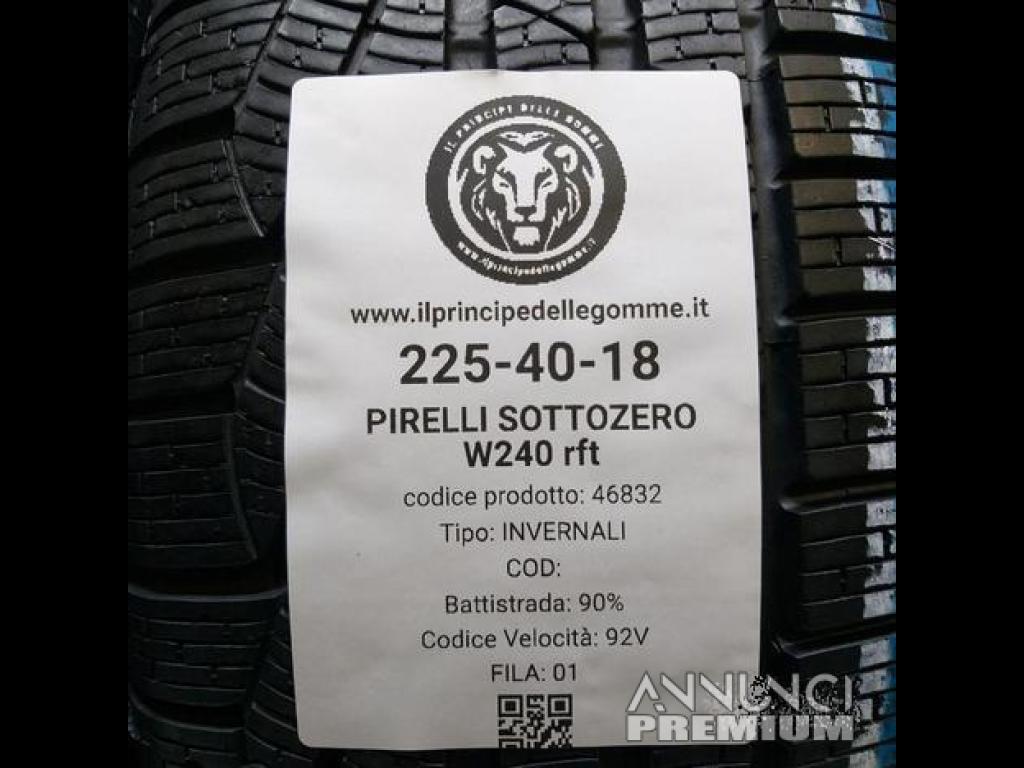 IL PRINCIPE DELLE GOMME
www.ilprincipedellegomme.it
www.ilprincipedellegomme.it
225-40-18
PIRELLI SOTTOZERO
W240 rft
codice prodotto: 46832
Tipo: INVERNALI
COD:
Battistrada: 90%
Codice Velocità: 92V
FILA: 01
ANNUNCI
PREMIUM